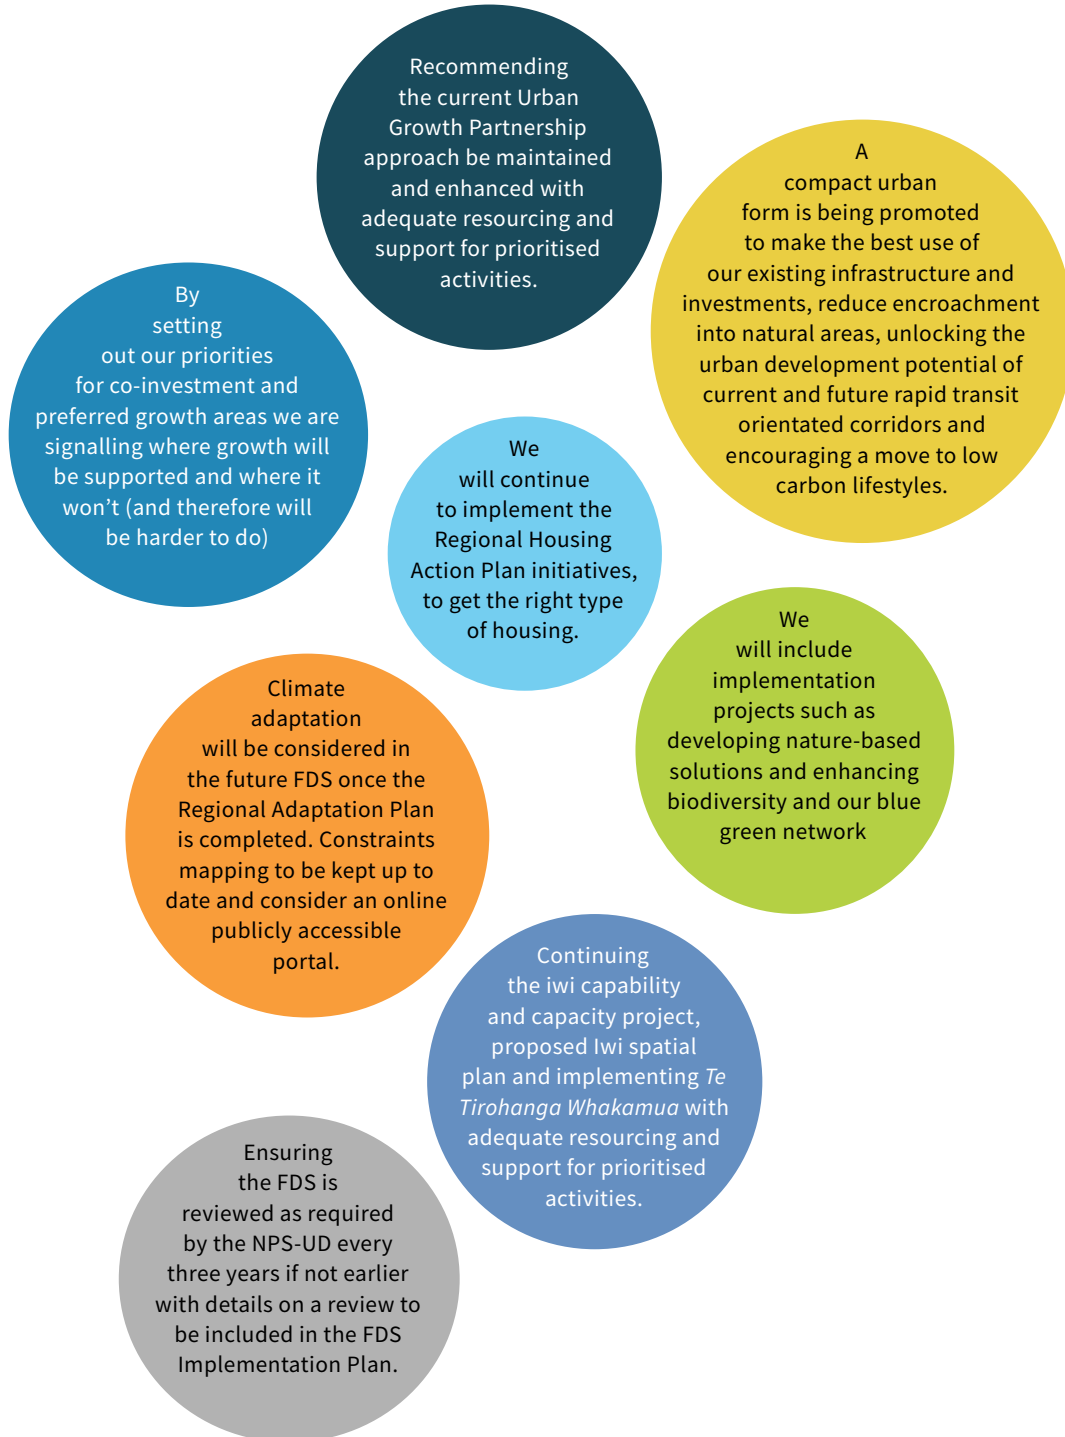 Recommending
the current Urban
Growth Partnership
approach be maintained
and enhanced with
adequate resourcing and
support for prioritised
activities.
A
compact urban
form is being promoted
to make the best use of
our existing infrastructure and
investments, reduce encroachment
into natural areas, unlocking the
urban development potential of
current and future rapid transit
orientated corridors and
encouraging a move to low
carbon lifestyles.
By
setting
out our priorities
for co-investment and
preferred growth areas we are
signalling where growth will
be supported and where it
won’t (and therefore will
be harder to do)
We
will continue
to implement the
Regional Housing
Action Plan initiatives,
to get the right type
of housing.
We
will include
implementation
projects such as
developing nature-based
solutions and enhancing
biodiversity and our blue
green network
Climate
adaptation
will be considered in
the future FDS once the
Regional Adaptation Plan
is completed. Constraints
mapping to be kept up to
date and consider an online
publicly accessible
portal.
Continuing
the iwi capability
and capacity project,
proposed Iwi spatial
plan and implementing Te
Tirohanga Whakamua with
adequate resourcing and
support for prioritised
activities.
Ensuring
the FDS is
reviewed as required
by the NPS-UD every
three years if not earlier
with details on a review to
be included in the FDS
Implementation Plan.